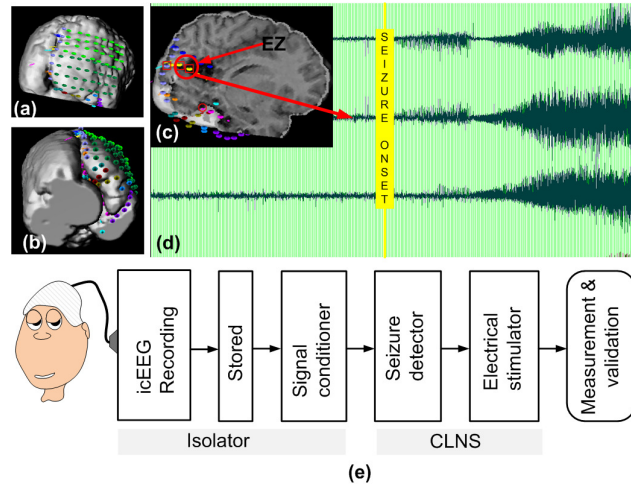 (a)
(b)
EZ
(c)
(d)
SEIZURE ONSET
icEEG Recording
Stored
Signal conditioner
Seizure detector
Electrical stimulator
Measurement & validation
Isolator
CLNS
(e)